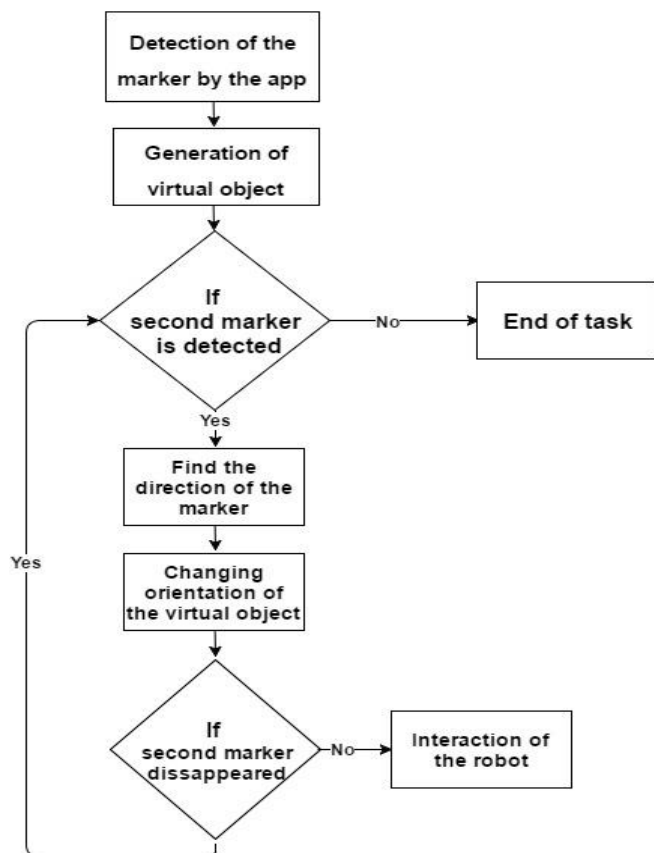 Detection of the
marker by the app
Generation of
virtual object
If
second marker
is detected
No
End of task
Yes
Find the
direction of the
marker
Changing
orientation of
the virtual object
Yes
If
second marker
dissappeared
No
Interaction of
the robot